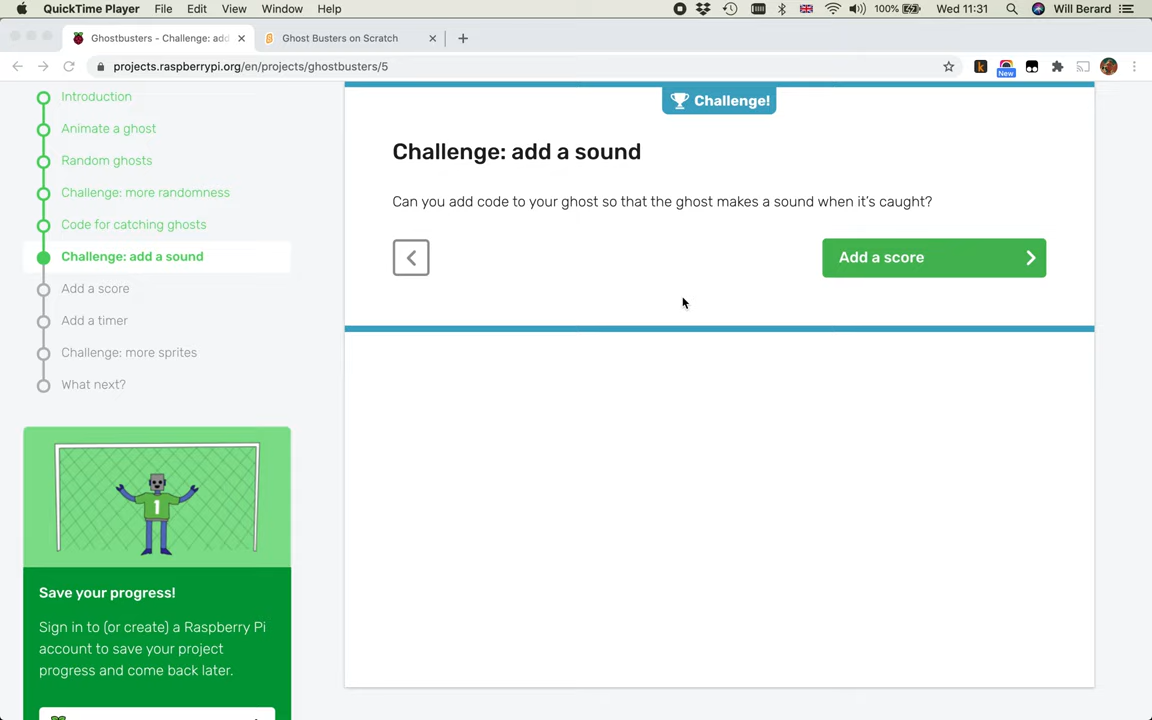 QuickTime Player File Edit View Window Help 100% Wed 11:31 Will Berard
Ghostbusters - Challenge: add
Ghost Busters on Scratch
projects.raspberrypi.org/en/projects/ghostbusters/5
k
New
Introduction
Animate a ghost
Random ghosts
Challenge: more randomness
Code for catching ghosts
Challenge: add a sound
Add a score
Add a timer
Challenge: more sprites
What next?
1
Save your progress!
Sign in to (or create) a Raspberry Pi
account to save your project
progress and come back later.
Challenge!
Challenge: add a sound
Can you add code to your ghost so that the ghost makes a sound when it's caught?
Add a score